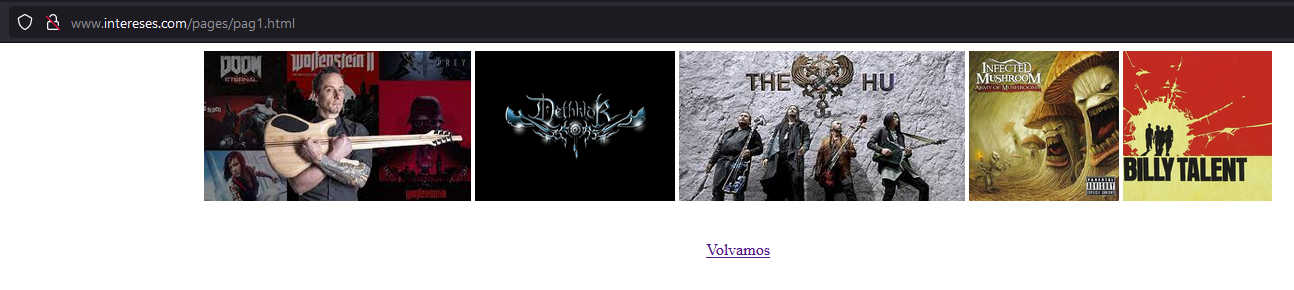 www.intereses.com/pages/pag1.html
DOOM
ETERNAL
Wolfenstein II
PREY
Wolfenstein
Dethklok
THE HU
INFECTED
MUSHROOM
ARMY OF MUSHROOMS
PARENTAL
ADVISORY
EXPLICIT CONTENT
BILLY TALENT
Volvamos